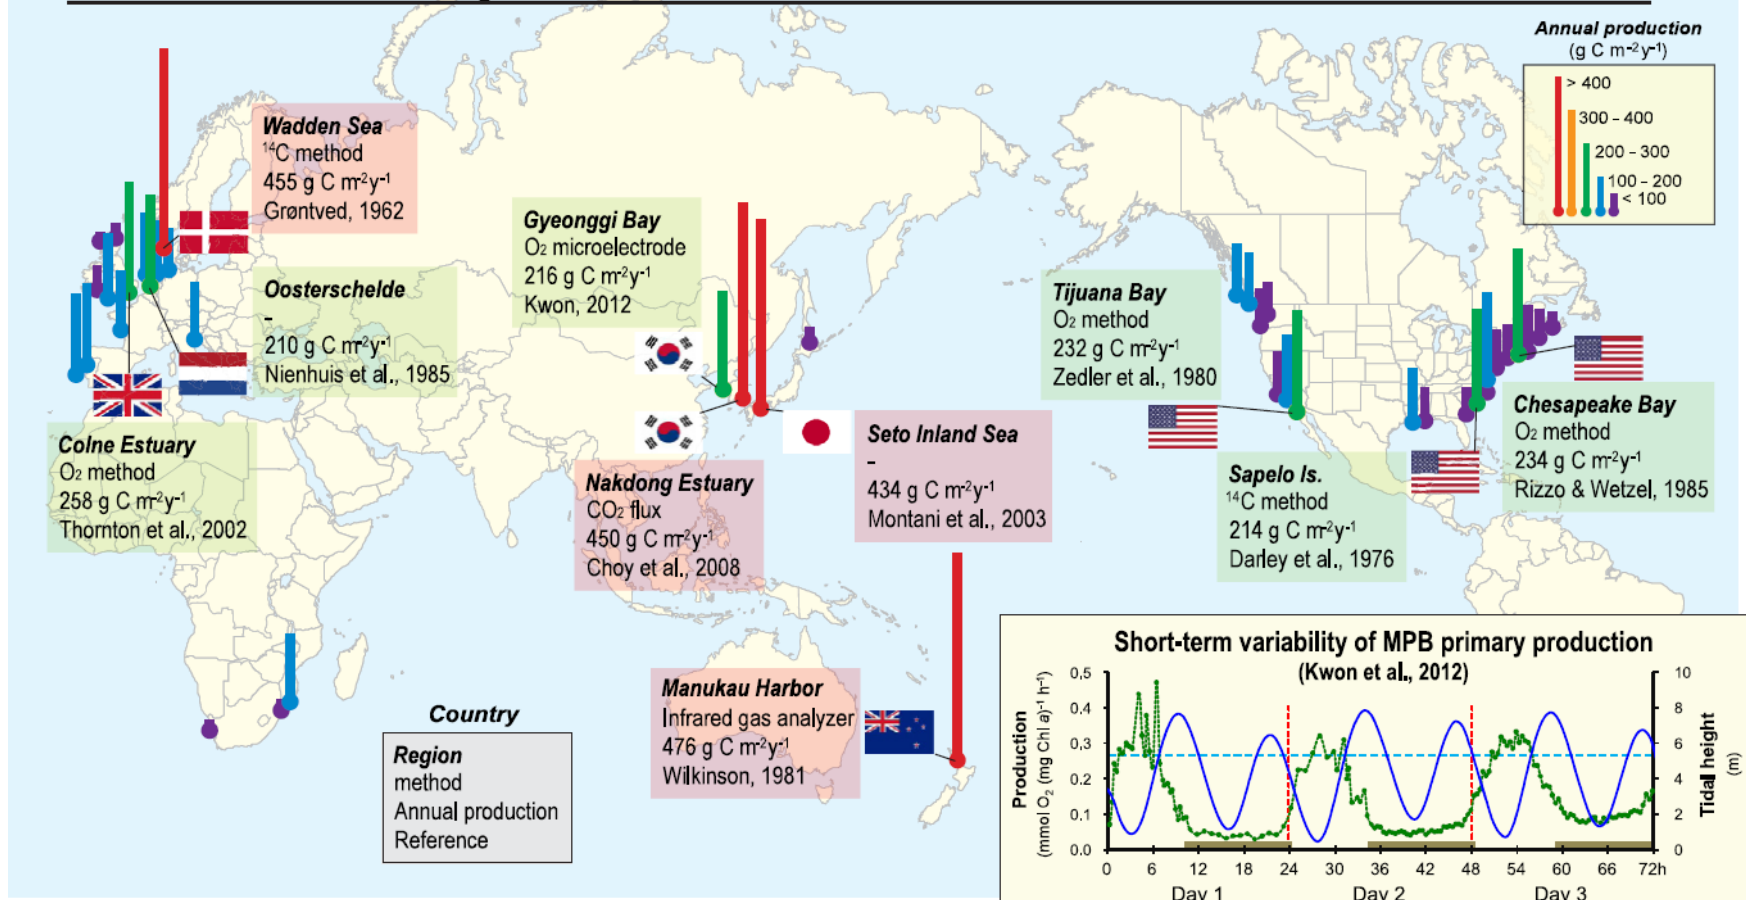 Annual production
(g C m⁻²y⁻¹)
> 400
300 – 400
200 – 300
100 – 200
< 100
Wadden Sea
¹⁴C method
455 g C m⁻²y⁻¹
Grøntved, 1962
Oosterschelde
–
210 g C m⁻²y⁻¹
Nienhuis et al., 1985
Colne Estuary
O₂ method
258 g C m⁻²y⁻¹
Thornton et al., 2002
Gyeonggi Bay
O₂ microelectrode
216 g C m⁻²y⁻¹
Kwon, 2012
Nakdong Estuary
CO₂ flux
450 g C m⁻²y⁻¹
Choy et al., 2008
Seto Inland Sea
–
434 g C m⁻²y⁻¹
Montani et al., 2003
Manukau Harbor
Infrared gas analyzer
476 g C m⁻²y⁻¹
Wilkinson, 1981
Tijuana Bay
O₂ method
232 g C m⁻²y⁻¹
Zedler et al., 1980
Sapelo Is.
¹⁴C method
214 g C m⁻²y⁻¹
Darley et al., 1976
Chesapeake Bay
O₂ method
234 g C m⁻²y⁻¹
Rizzo & Wetzel, 1985
Country
Region
method
Annual production
Reference
Short-term variability of MPB primary production
(Kwon et al., 2012)
Production
(mmol O₂ (mg Chl a)⁻¹ h⁻¹)
0.5
0.4
0.3
0.2
0.1
0.0
10
8
6
4
2
0
Tidal height
(m)
0 6 12 18 24 30 36 42 48 54 60 66 72h
Day 1 Day 2 Day 3